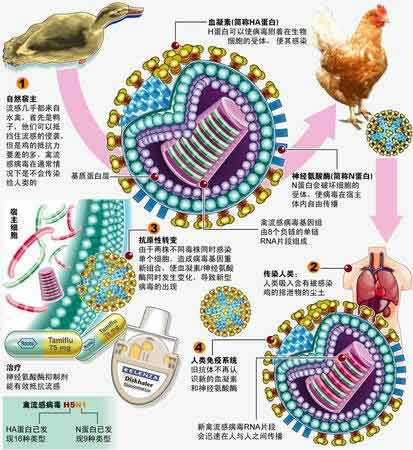 血凝素(简称HA蛋白)
H蛋白可以使病毒附着在生物
细胞的受体，使其感染
1
自然宿主
流感几乎都来自
水禽，首先是鸭
子，他们可以抵
挡住流感的侵袭，
但是鸡的抵抗力
要差的多，禽流
感病毒在通常情
况下是不会传染
给人类的
基质蛋白层
神经氨酸酶(简称N蛋白)
N蛋白会破坏细胞的
受体，使病毒在宿主
体内自由传播
禽流感病毒基因组
由8个负链的单链
RNA片段组成
宿主细胞
3
抗原性转变
由于两株不同毒株同时感染
单个细胞，造成病毒基因重
新组合，使血凝素/神经氨酸
酶同时发生变化，导致新型
病毒的出现
2
传染人类：
人类吸入含有被感染
鸡的排泄物的尘土
Roche
Tamiflu
75 mg
Tamiflu
75 mg
Roche
治疗
神经氨酸酶抑制剂
能有效抵抗流感
RELENZA
Diskhaler
4
人类免疫系统
旧抗体不再认
识新的血凝素
和神经氨酸酶
禽流感病毒 H5N1
HA蛋白已发
现16种类型
N蛋白已发
现9种类型
新流感病毒RNA片段
会迅速在人与人之间传播